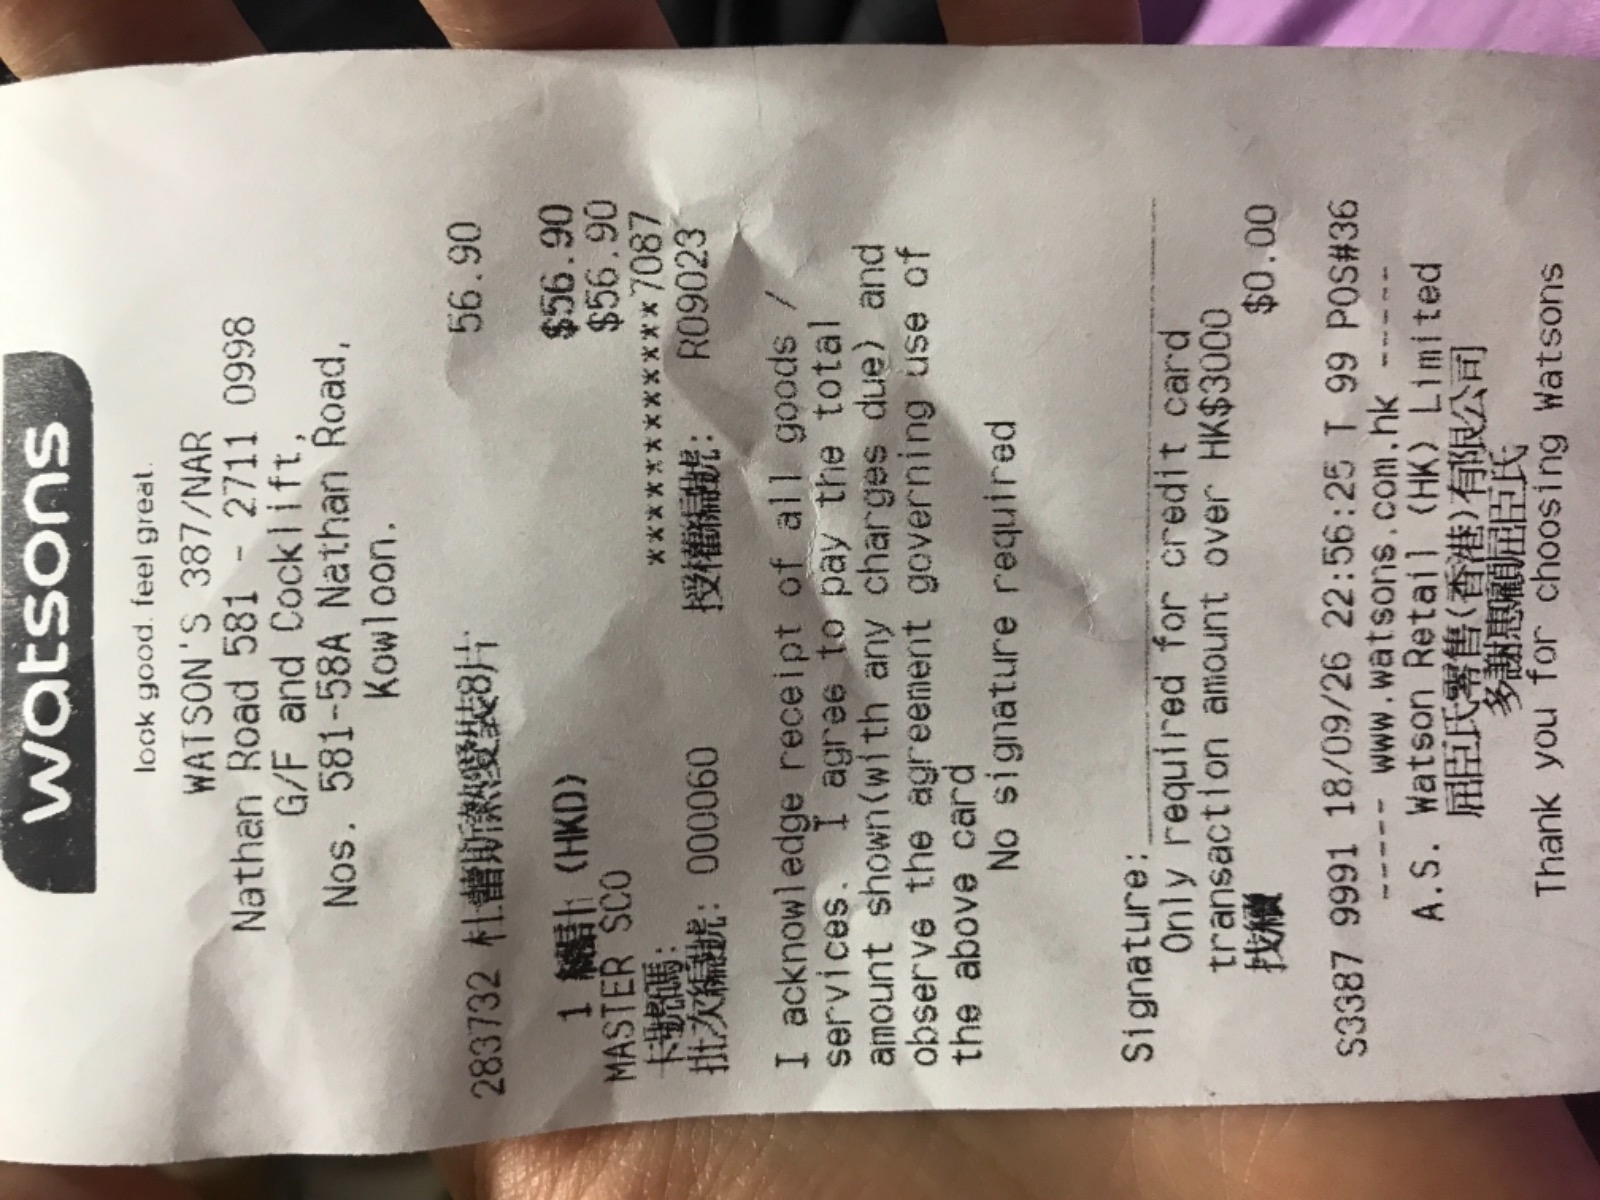 watsons
look good. feel great.
WATSON'S 387/NAR
Nathan Road 581 - 2711 0998
G/F and Cocklift,
Nos. 581-58A Nathan Road,
Kowloon.
283732 杜蕾斯熱愛裝8片 56.90
1 總計 (HKD) $56.90
MASTER SCO $56.90
卡號碼: ****************7087
批次編號: 000060 授權編號: R09023
I acknowledge receipt of all goods /
services. I agree to pay the total
amount shown(with any charges due) and
observe the agreement governing use of
the above card
No signature required
Signature:
Only required for credit card
transaction amount over HK$3000
找續 $0.00
S3387 9991 18/09/26 22:56:25 T 99 POS#36
----- www.watsons.com.hk -----
A.S. Watson Retail (HK) Limited
屈臣氏零售(香港)有限公司
多謝惠顧屈臣氏
Thank you for choosing Watsons